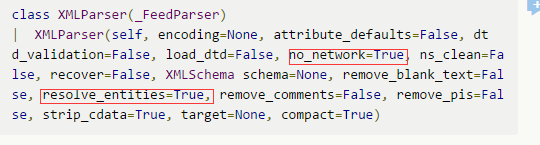 class XMLParser(_FeedParser)
|  XMLParser(self, encoding=None, attribute_defaults=False, dt
d_validation=False, load_dtd=False, no_network=True, ns_clean=Fa
lse, recover=False, XMLSchema schema=None, remove_blank_text=Fal
se, resolve_entities=True, remove_comments=False, remove_pis=Fal
se, strip_cdata=True, target=None, compact=True)